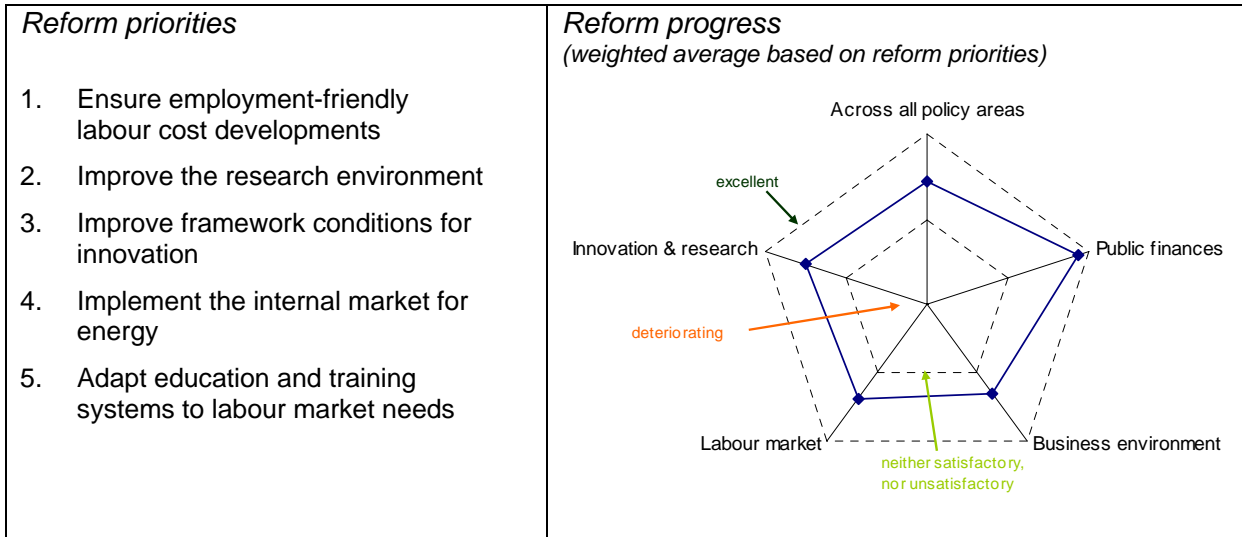 Reform priorities
1. Ensure employment-friendly
labour cost developments
2. Improve the research environment
3. Improve framework conditions for
innovation
4. Implement the internal market for
energy
5. Adapt education and training
systems to labour market needs
Reform progress
(weighted average based on reform priorities)
Across all policy areas
excellent
Innovation & research
Public finances
deteriorating
Labour market
Business environment
neither satisfactory,
nor unsatisfactory